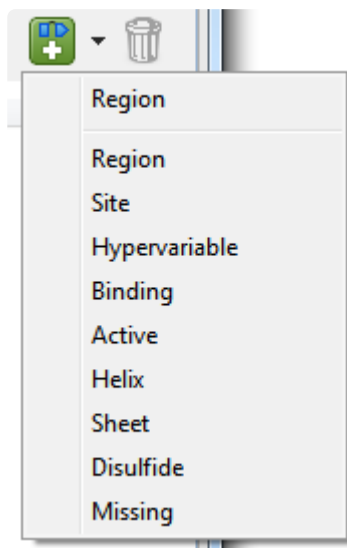 Region
Region
Site
Hypervariable
Binding
Active
Helix
Sheet
Disulfide
Missing